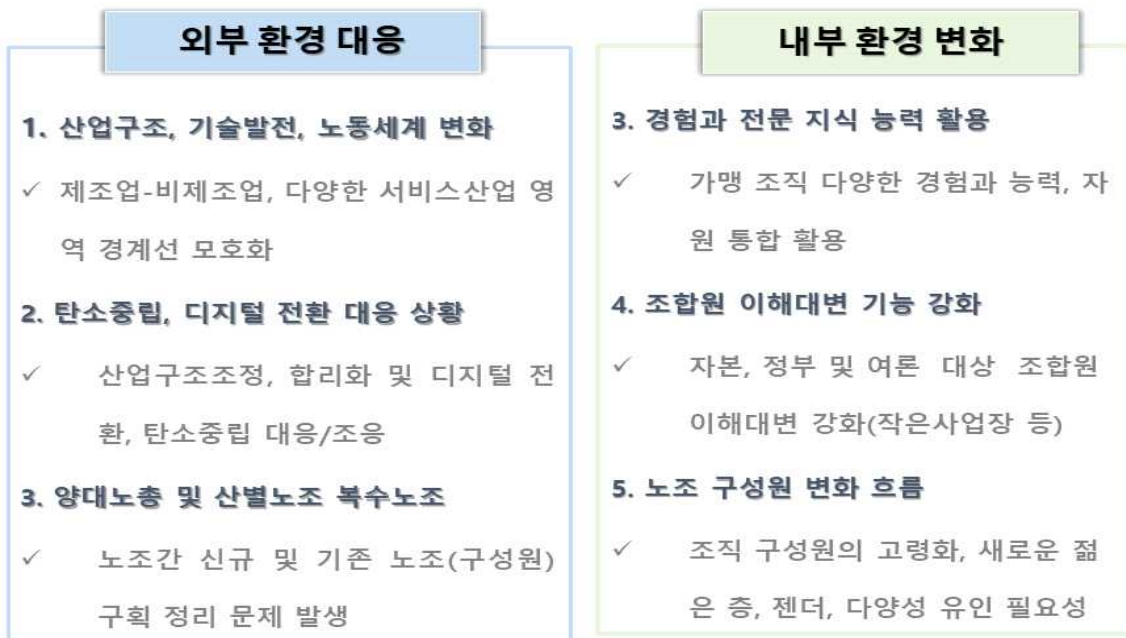 외부 환경 대응
1. 산업구조, 기술발전, 노동세계 변화
✓ 제조업-비제조업, 다양한 서비스산업 영
역 경계선 모호화
2. 탄소중립, 디지털 전환 대응 상황
✓ 산업구조조정, 합리화 및 디지털 전
환, 탄소중립 대응/조응
3. 양대노총 및 산별노조 복수노조
✓ 노조간 신규 및 기존 노조(구성원)
구획 정리 문제 발생
내부 환경 변화
3. 경험과 전문 지식 능력 활용
✓ 가맹 조직 다양한 경험과 능력, 자
원 통합 활용
4. 조합원 이해대변 기능 강화
✓ 자본, 정부 및 여론 대상 조합원
이해대변 강화(작은사업장 등)
5. 노조 구성원 변화 흐름
✓ 조직 구성원의 고령화, 새로운 젊
은 층, 젠더, 다양성 유인 필요성